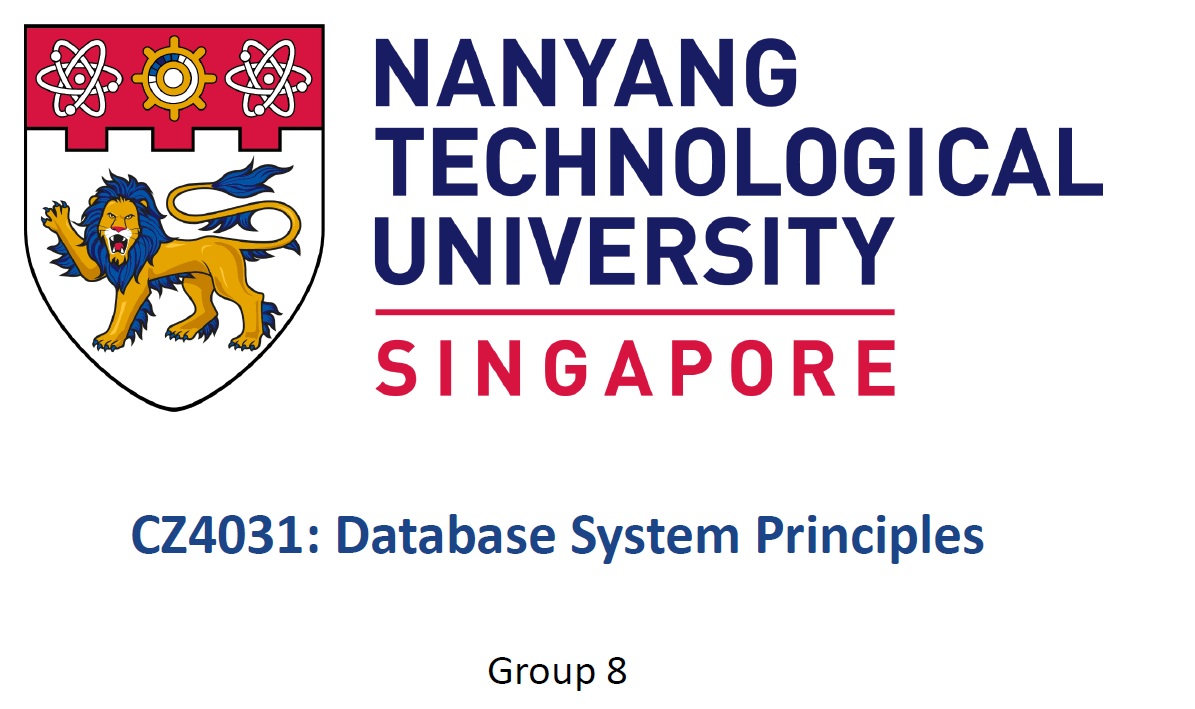 NANYANG
TECHNOLOGICAL
UNIVERSITY
SINGAPORE
CZ4031: Database System Principles
Group 8